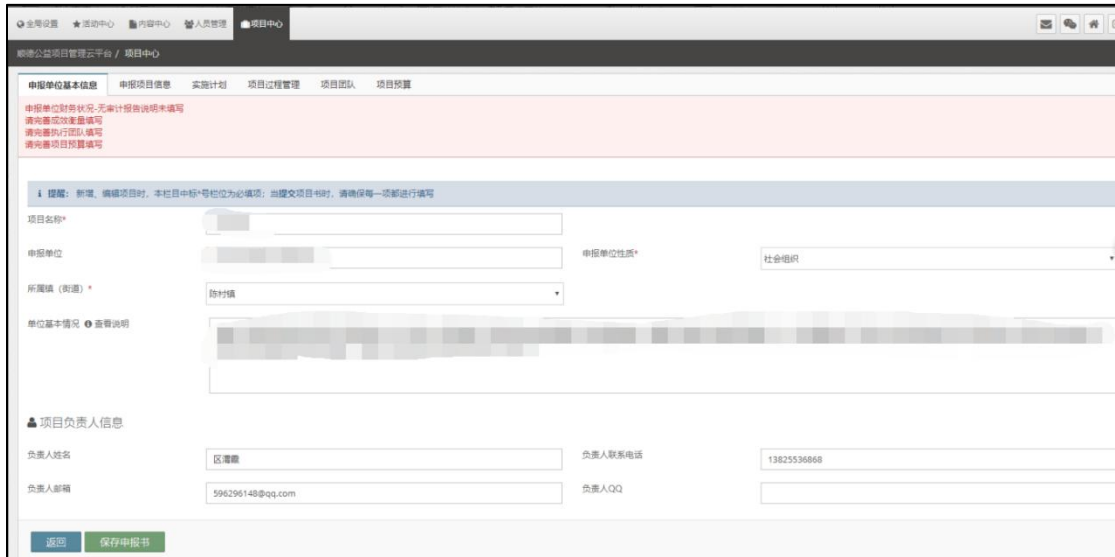 全局设置 活动中心 内容中心 人员管理 项目中心
顺德公益项目管理云平台 / 项目中心
申报单位基本信息 申报项目信息 实施计划 项目过程管理 项目团队 项目预算
申报单位财务状况-无审计报告说明未填写
请完善成效衡量填写
请完善执行团队填写
请完善项目预算填写
提醒：新增、编辑项目时，本栏目中标*号栏位为必填项；当提交项目书时，请确保每一项都进行填写
项目名称*
申报单位 申报单位性质* 社会组织
所属镇（街道）* 陈村镇
单位基本情况 查看说明
项目负责人信息
负责人姓名 负责人联系电话 13825536868
负责人邮箱 596296148@qq.com 负责人QQ
返回 保存申报书